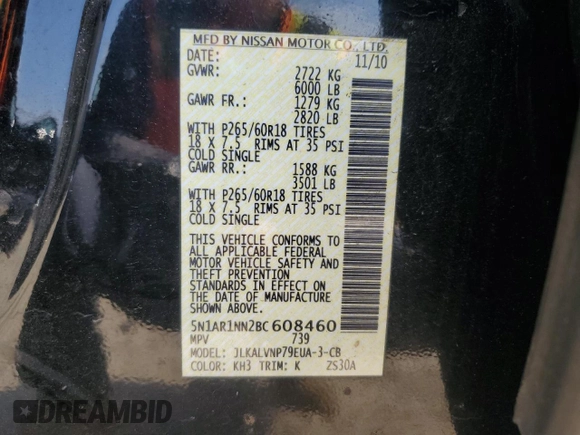 MFD BY NISSAN MOTOR CO., LTD.
DATE: 11/10
GVWR: 2722 KG
6000 LB
GAWR FR.: 1279 KG
2820 LB
WITH P265/60R18 TIRES
18 X 7.5 RIMS AT 35 PSI
COLD SINGLE
GAWR RR.: 1588 KG
3501 LB
WITH P265/60R18 TIRES
18 X 7.5 RIMS AT 35 PSI
COLD SINGLE
THIS VEHICLE CONFORMS TO
ALL APPLICABLE FEDERAL
MOTOR VEHICLE SAFETY AND
THEFT PREVENTION
STANDARDS IN EFFECT ON
THE DATE OF MANUFACTURE
SHOWN ABOVE.
5N1AR1NN2BC608460
MPV 739
MODEL: JLKALVNP79EUA-3-CB
COLOR: KH3 TRIM: K ZS30A
DREAMBID